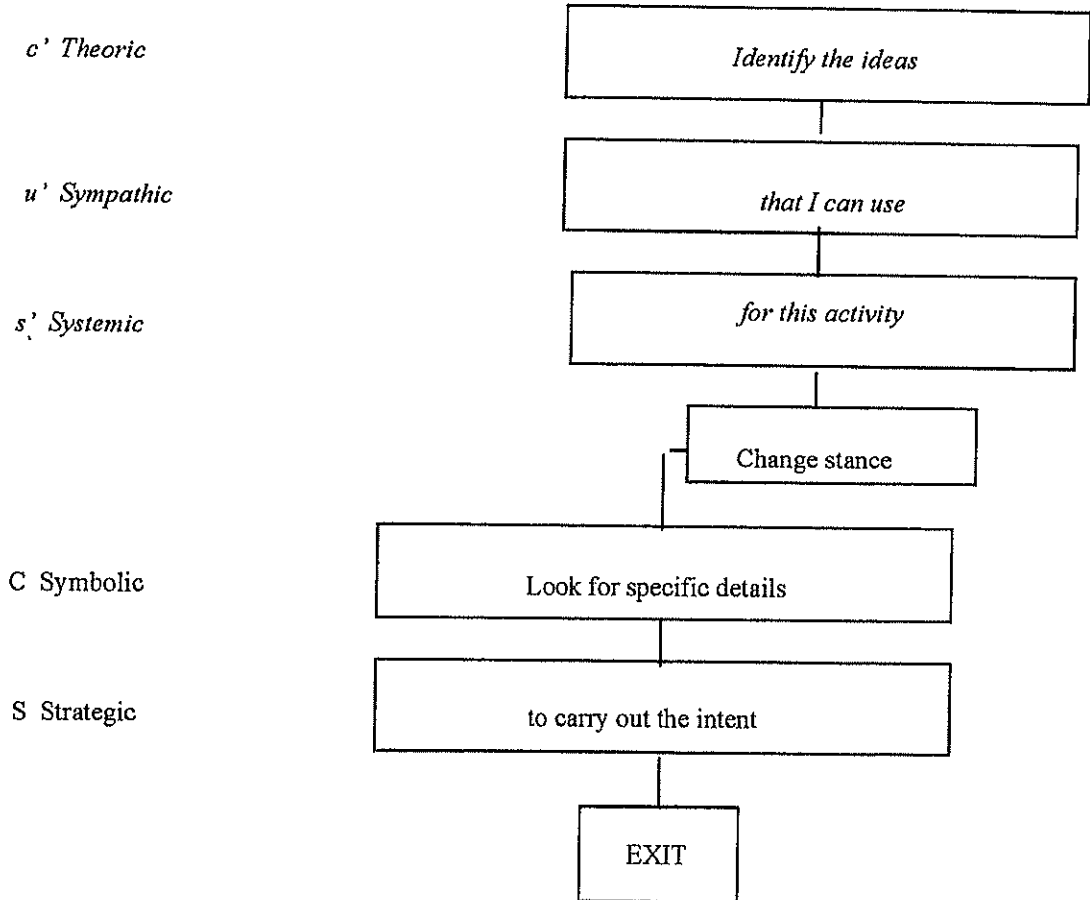 c’ Theoric
Identify the ideas
u’ Sympathic
that I can use
s’ Systemic
for this activity
Change stance
C Symbolic
Look for specific details
S Strategic
to carry out the intent
EXIT